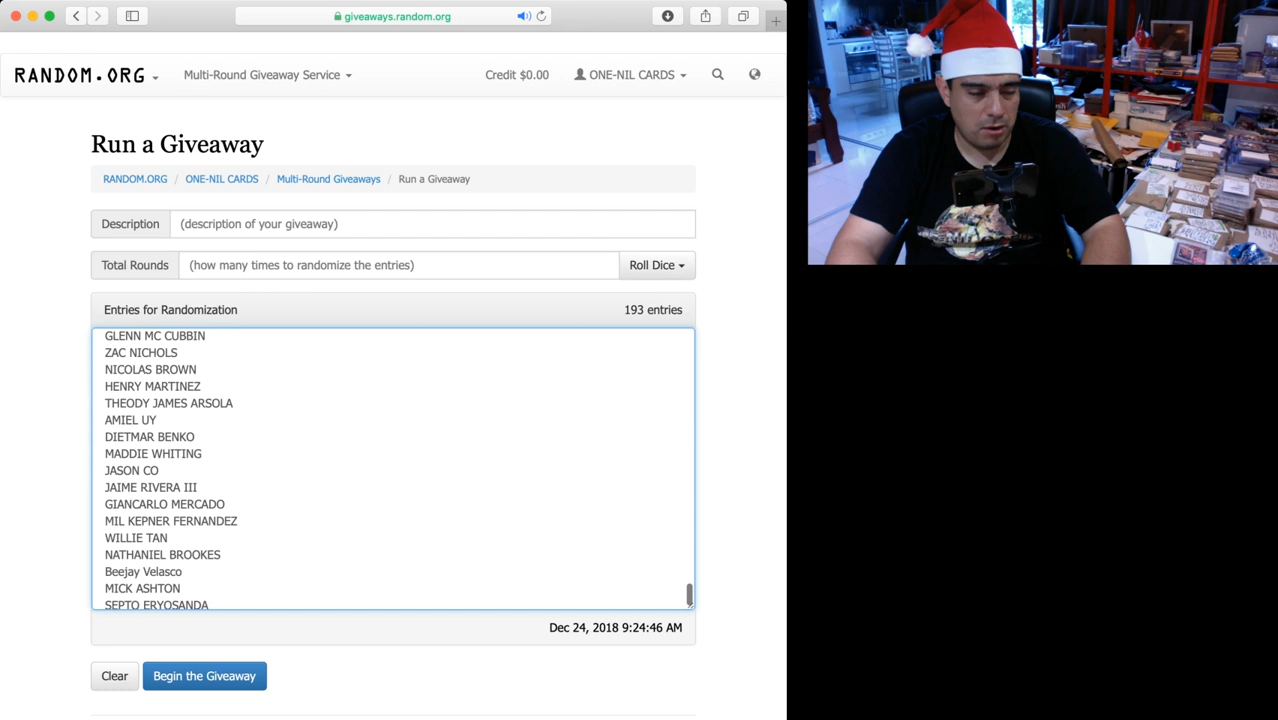 giveaways.random.org
RANDOM.ORG
Multi-Round Giveaway Service
Credit $0.00
ONE-NIL CARDS
Run a Giveaway
RANDOM.ORG / ONE-NIL CARDS / Multi-Round Giveaways / Run a Giveaway
Description (description of your giveaway)
Total Rounds (how many times to randomize the entries) Roll Dice
Entries for Randomization 193 entries
GLENN MC CUBBIN
ZAC NICHOLS
NICOLAS BROWN
HENRY MARTINEZ
THEODY JAMES ARSOLA
AMIEL UY
DIETMAR BENKO
MADDIE WHITING
JASON CO
JAIME RIVERA III
GIANCARLO MERCADO
MIL KEPNER FERNANDEZ
WILLIE TAN
NATHANIEL BROOKES
Beejay Velasco
MICK ASHTON
SEPTO ERYOSANDA
Dec 24, 2018 9:24:46 AM
Clear Begin the Giveaway